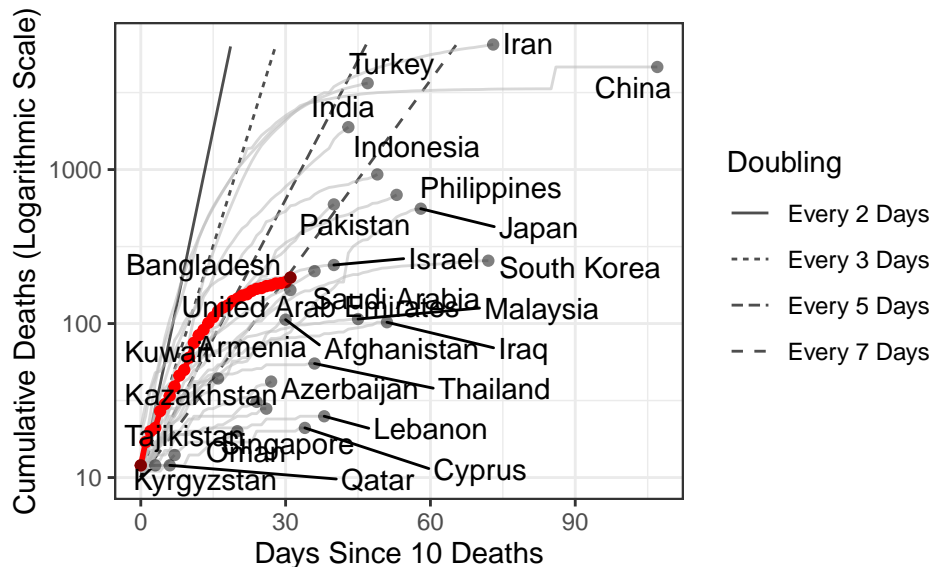 Iran
Turkey
China
India
Indonesia
1000
Philippines
Pakistan
Japan
Bangladesh
Israel
South Korea
Saudi Arabia
United Arab Emirates
Malaysia
100
Kuwait
Armenia
Afghanistan
Iraq
Kazakhstan
Azerbaijan
Thailand
Tajikistan
Oman
Singapore
Lebanon
Cyprus
10
Kyrgyzstan
Qatar
0
30
60
90
Days Since 10 Deaths
Cumulative Deaths (Logarithmic Scale)
Doubling
Every 2 Days
Every 3 Days
Every 5 Days
Every 7 Days